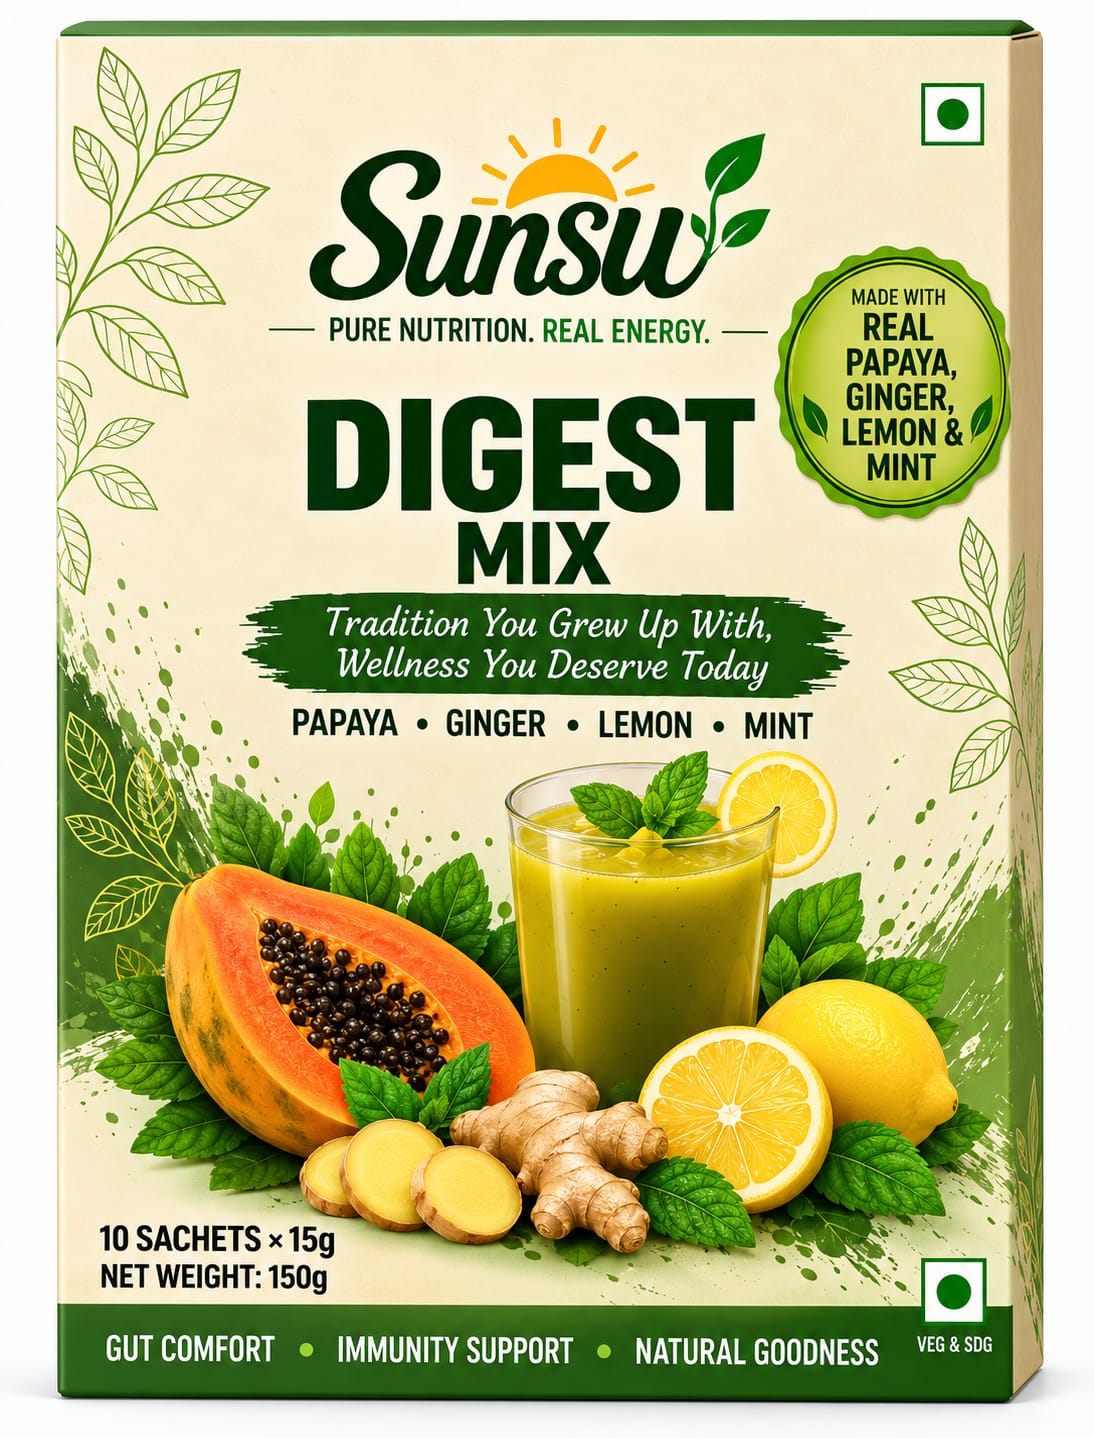 Sunsu
PURE NUTRITION. REAL ENERGY.
MADE WITH
REAL
PAPAYA,
GINGER,
LEMON &
MINT
DIGEST
MIX
Tradition You Grew Up With,
Wellness You Deserve Today
PAPAYA • GINGER • LEMON • MINT
10 SACHETS × 15g
NET WEIGHT: 150g
GUT COMFORT • IMMUNITY SUPPORT • NATURAL GOODNESS
VEG & SDG